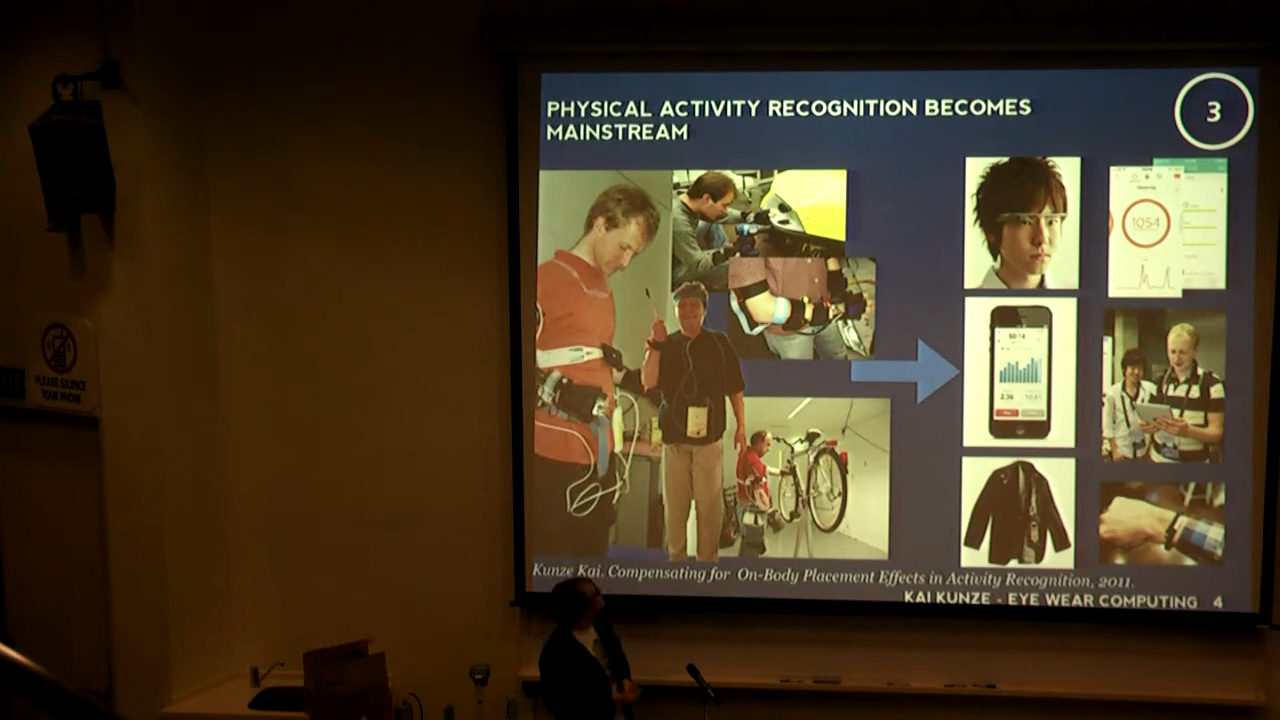 PHYSICAL ACTIVITY RECOGNITION BECOMES
MAINSTREAM
3
1054
PLEASE SILENCE
YOUR PHONE
Kunze Kai. Compensating for On-Body Placement Effects in Activity Recognition, 2011.
KAI KUNZE - EYE WEAR COMPUTING 4